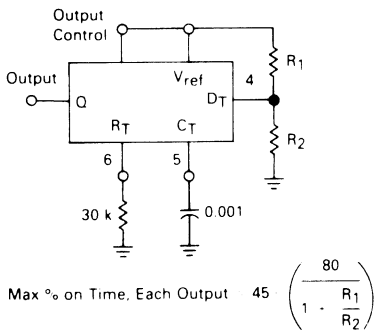 Output
Control
Output
Vref
4
R1
Q
DT
RT
CT
R2
6
5
30 k
0.001
Max % on Time, Each Output 45 (80 / 1 - R1/R2)